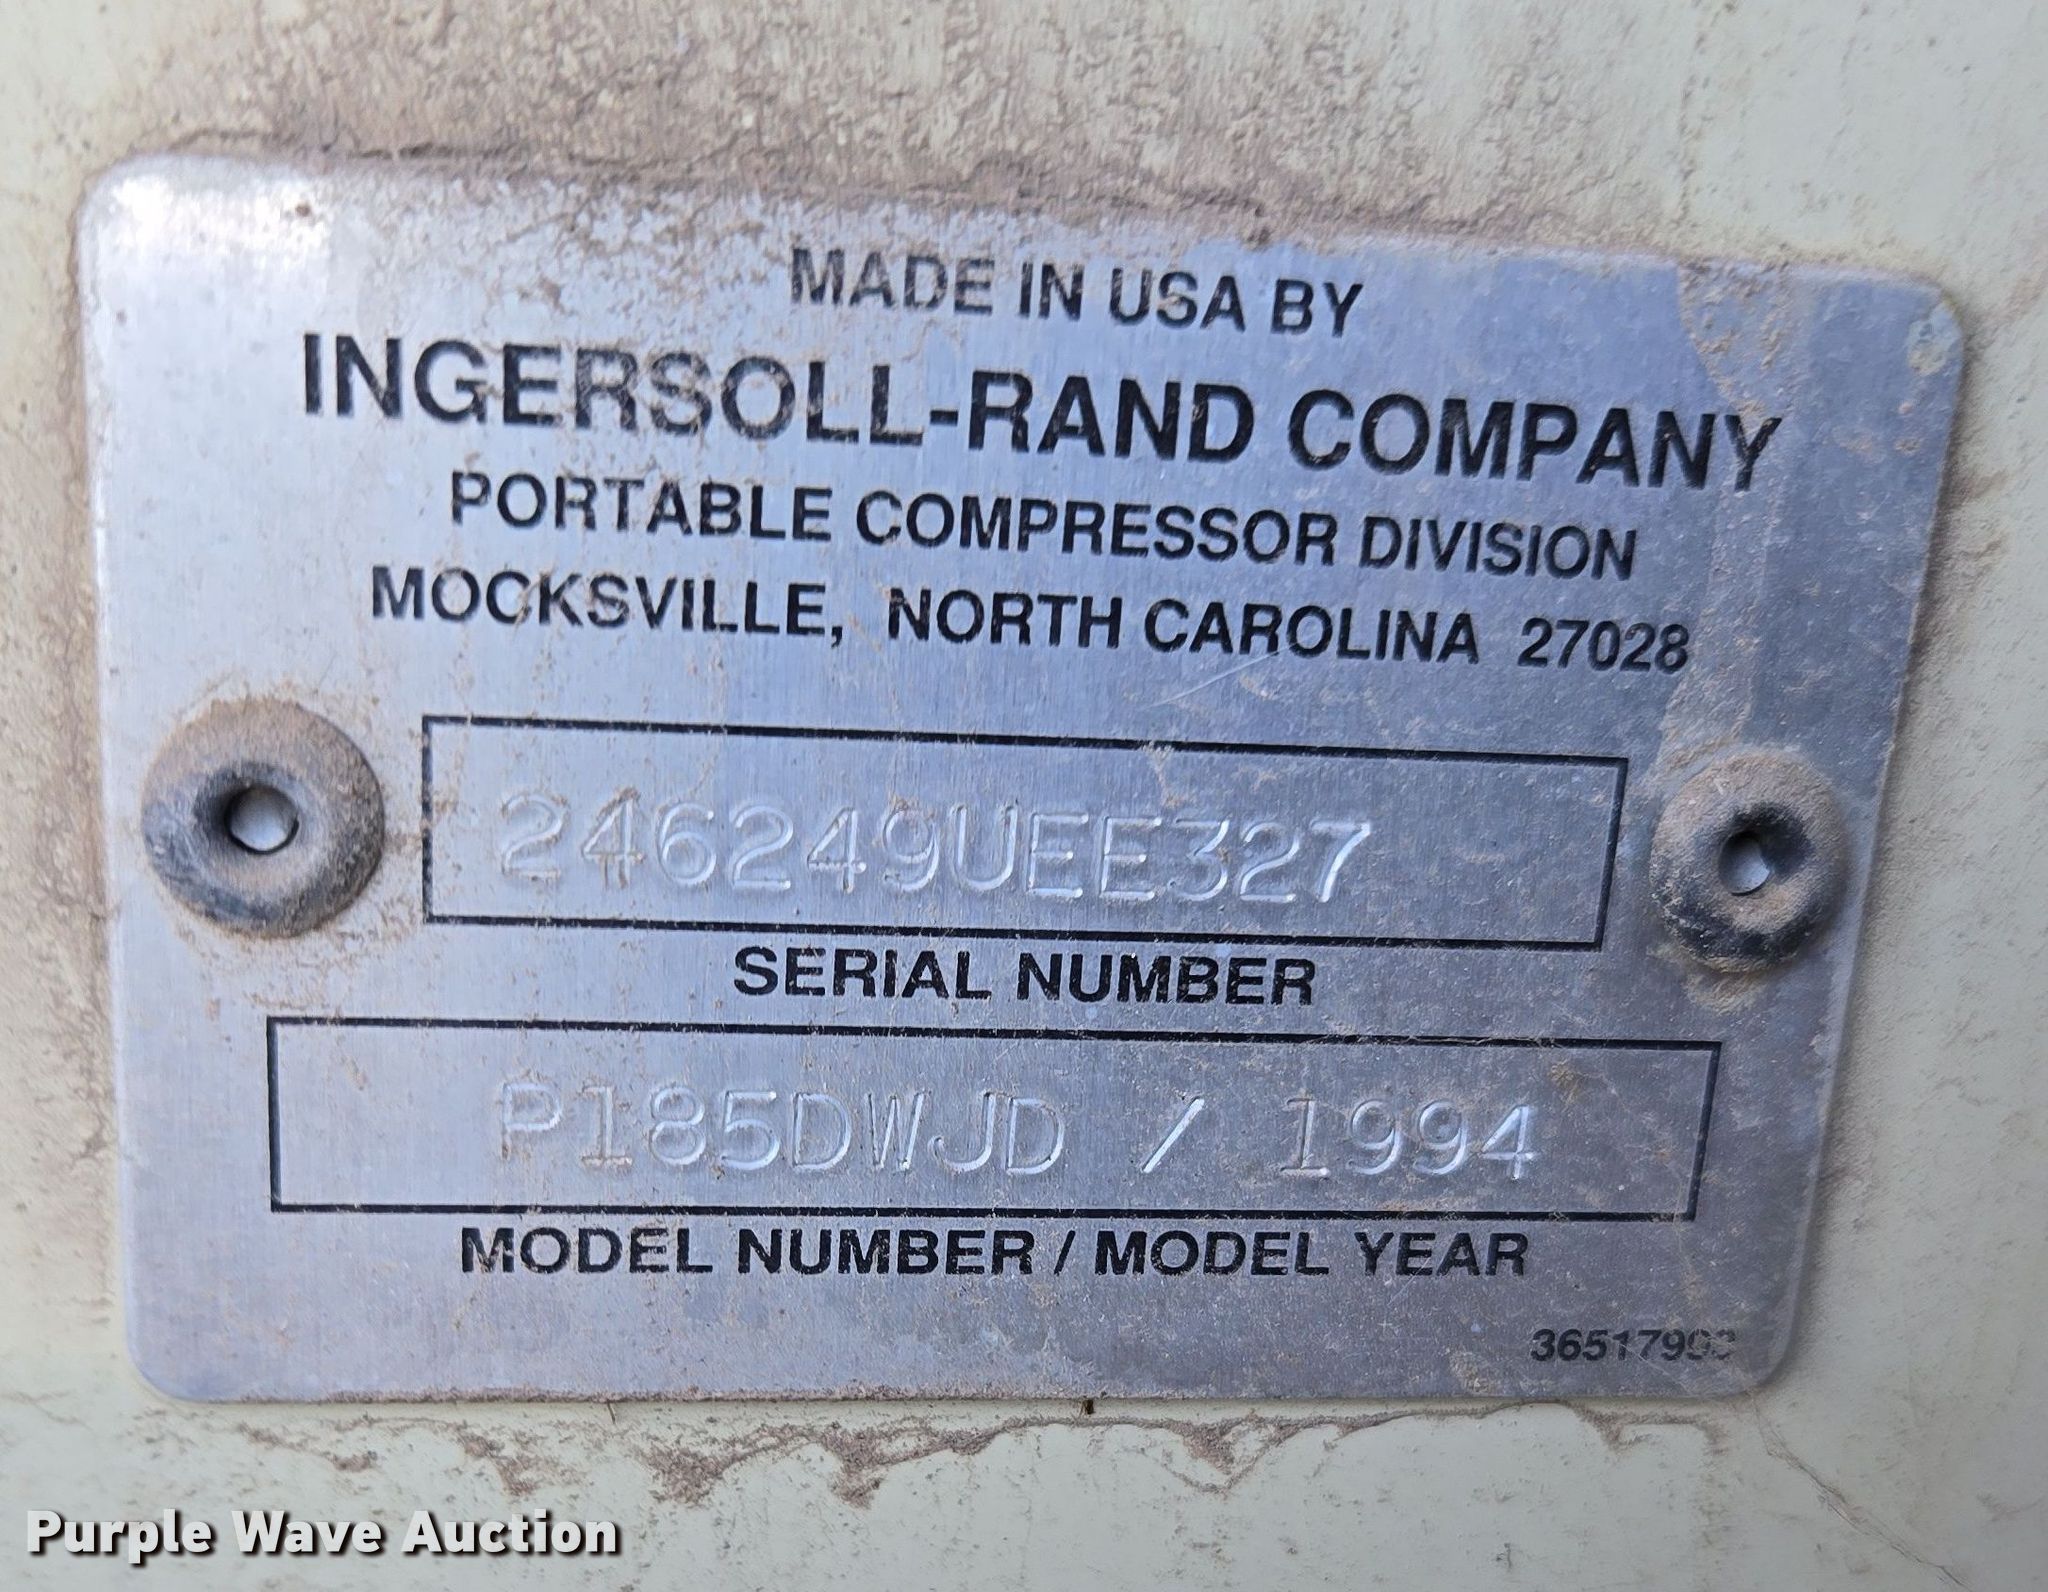 MADE IN USA BY
INGERSOLL-RAND COMPANY
PORTABLE COMPRESSOR DIVISION
MOCKSVILLE, NORTH CAROLINA 27028
246249UEE327
SERIAL NUMBER
P185DWJD / 1994
MODEL NUMBER / MODEL YEAR
Purple Wave Auction